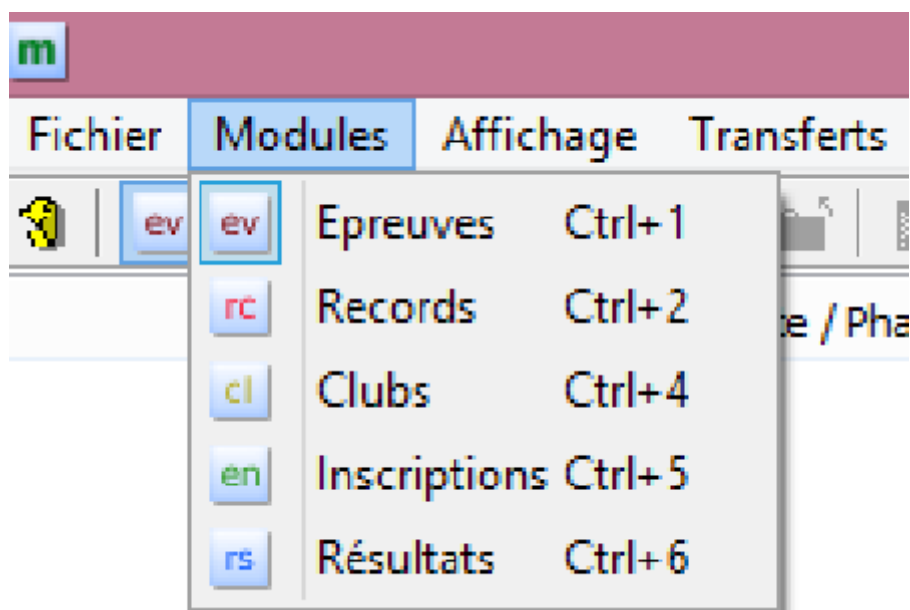 m
Fichier Modules Affichage Transferts
ev ev Epreuves Ctrl+1
rc Records Ctrl+2
e / Pha
cl Clubs Ctrl+4
en Inscriptions Ctrl+5
rs Résultats Ctrl+6